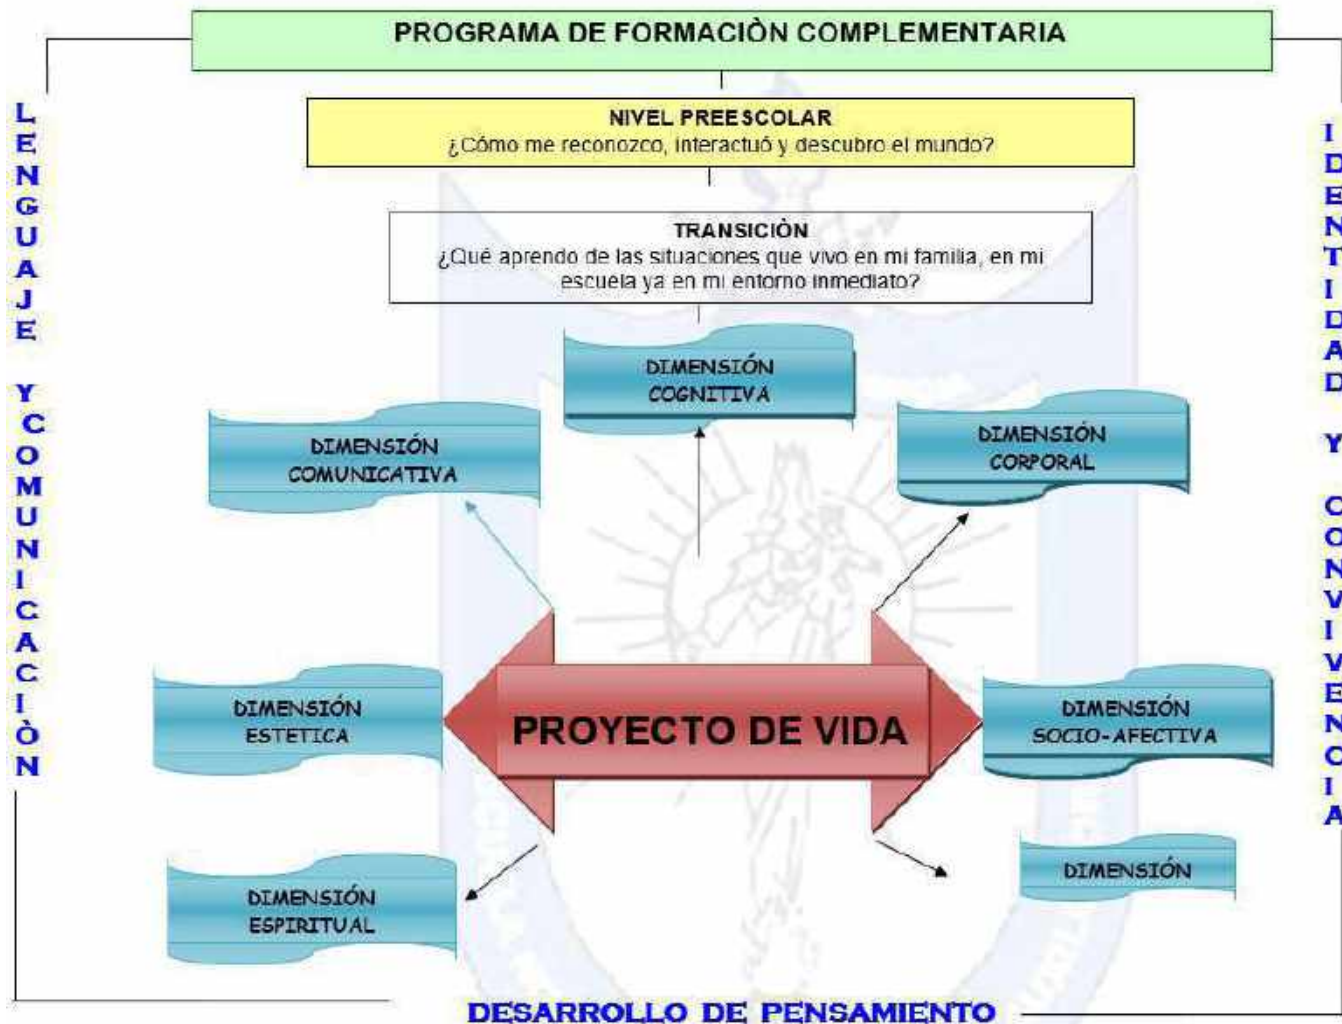 PROGRAMA DE FORMACIÒN COMPLEMENTARIA
NIVEL PREESCOLAR
¿Cómo me reconozco, interactuó y descubro el mundo?
TRANSICIÒN
¿Qué aprendo de las situaciones que vivo en mi familia, en mi
escuela ya en mi entorno inmediato?
LENGUAJE Y COMUNICACIÒN
IDENTIDAD Y CONVIVENCIA
DIMENSIÓN
COGNITIVA
DIMENSIÓN
COMUNICATIVA
DIMENSIÓN
CORPORAL
DIMENSIÓN
ESTETICA
PROYECTO DE VIDA
DIMENSIÓN
SOCIO-AFECTIVA
DIMENSIÓN
ESPIRITUAL
DIMENSIÓN
DESARROLLO DE PENSAMIENTO